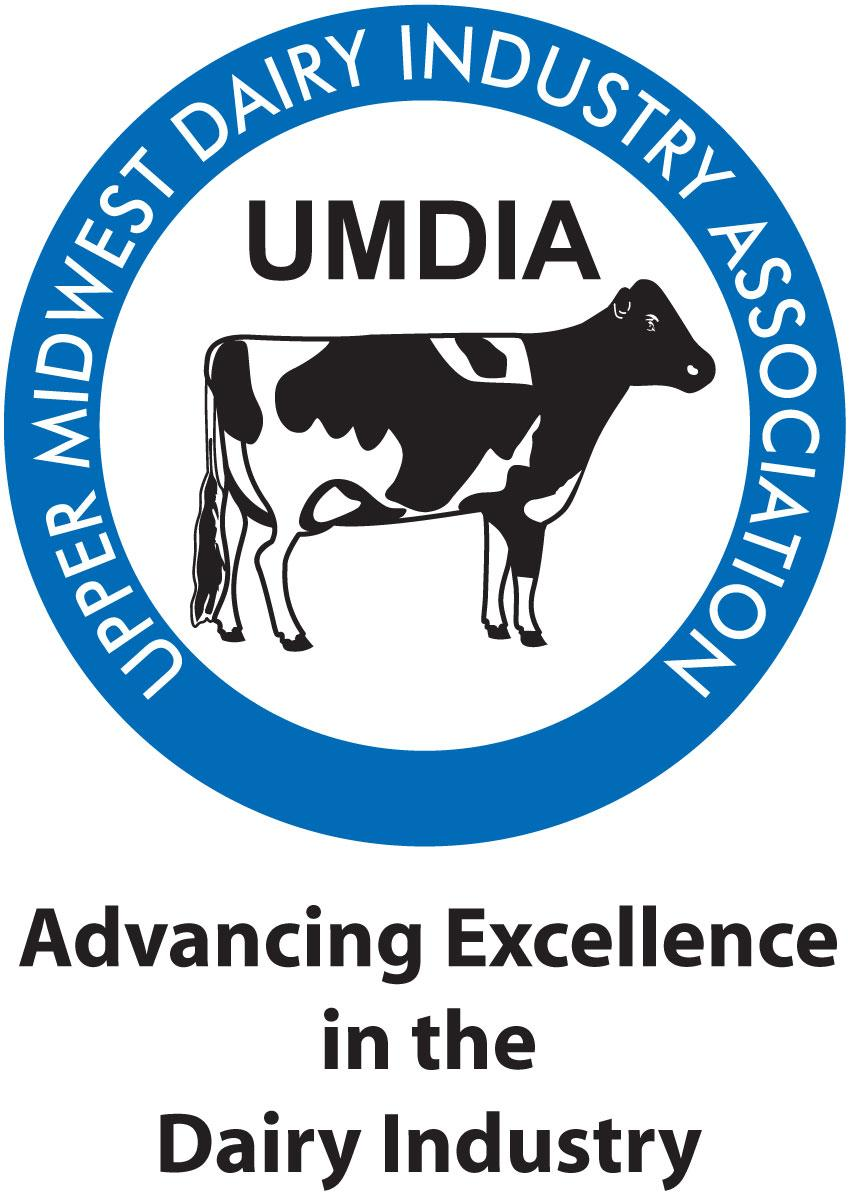 UPPER MIDWEST DAIRY INDUSTRY ASSOCIATION
UMDIA
Advancing Excellence
in the
Dairy Industry